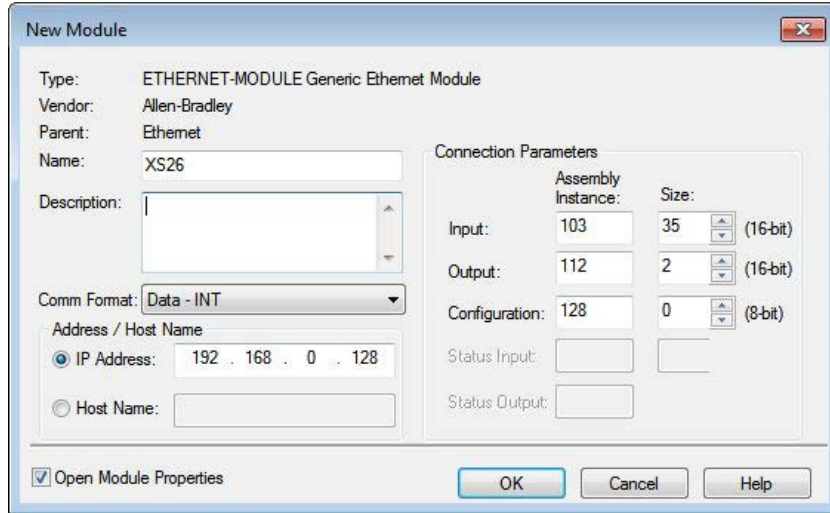 New Module
Type: ETHERNET-MODULE Generic Ethernet Module
Vendor: Allen-Bradley
Parent: Ethernet
Name: XS26
Description:
Comm Format: Data - INT
Address / Host Name
IP Address: 192 . 168 . 0 . 128
Host Name:
Connection Parameters
Assembly Instance: Size:
Input: 103 35 (16-bit)
Output: 112 2 (16-bit)
Configuration: 128 0 (8-bit)
Status Input:
Status Output:
Open Module Properties
OK Cancel Help